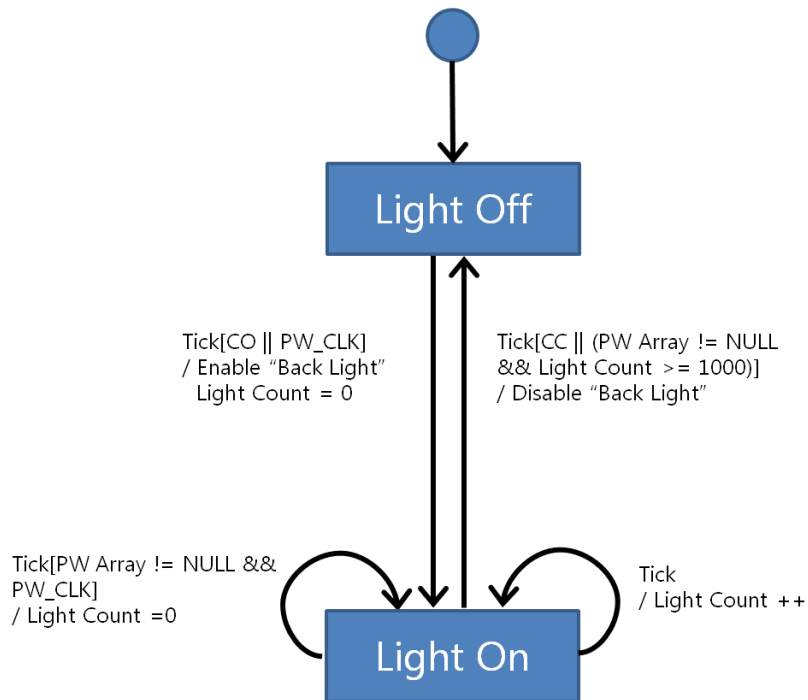 Light Off
Tick[CO || PW_CLK]
/ Enable “Back Light”
Light Count = 0
Tick[CC || (PW Array != NULL
&& Light Count >= 1000)]
/ Disable “Back Light”
Tick[PW Array != NULL &&
PW_CLK]
/ Light Count =0
Tick
/ Light Count ++
Light On